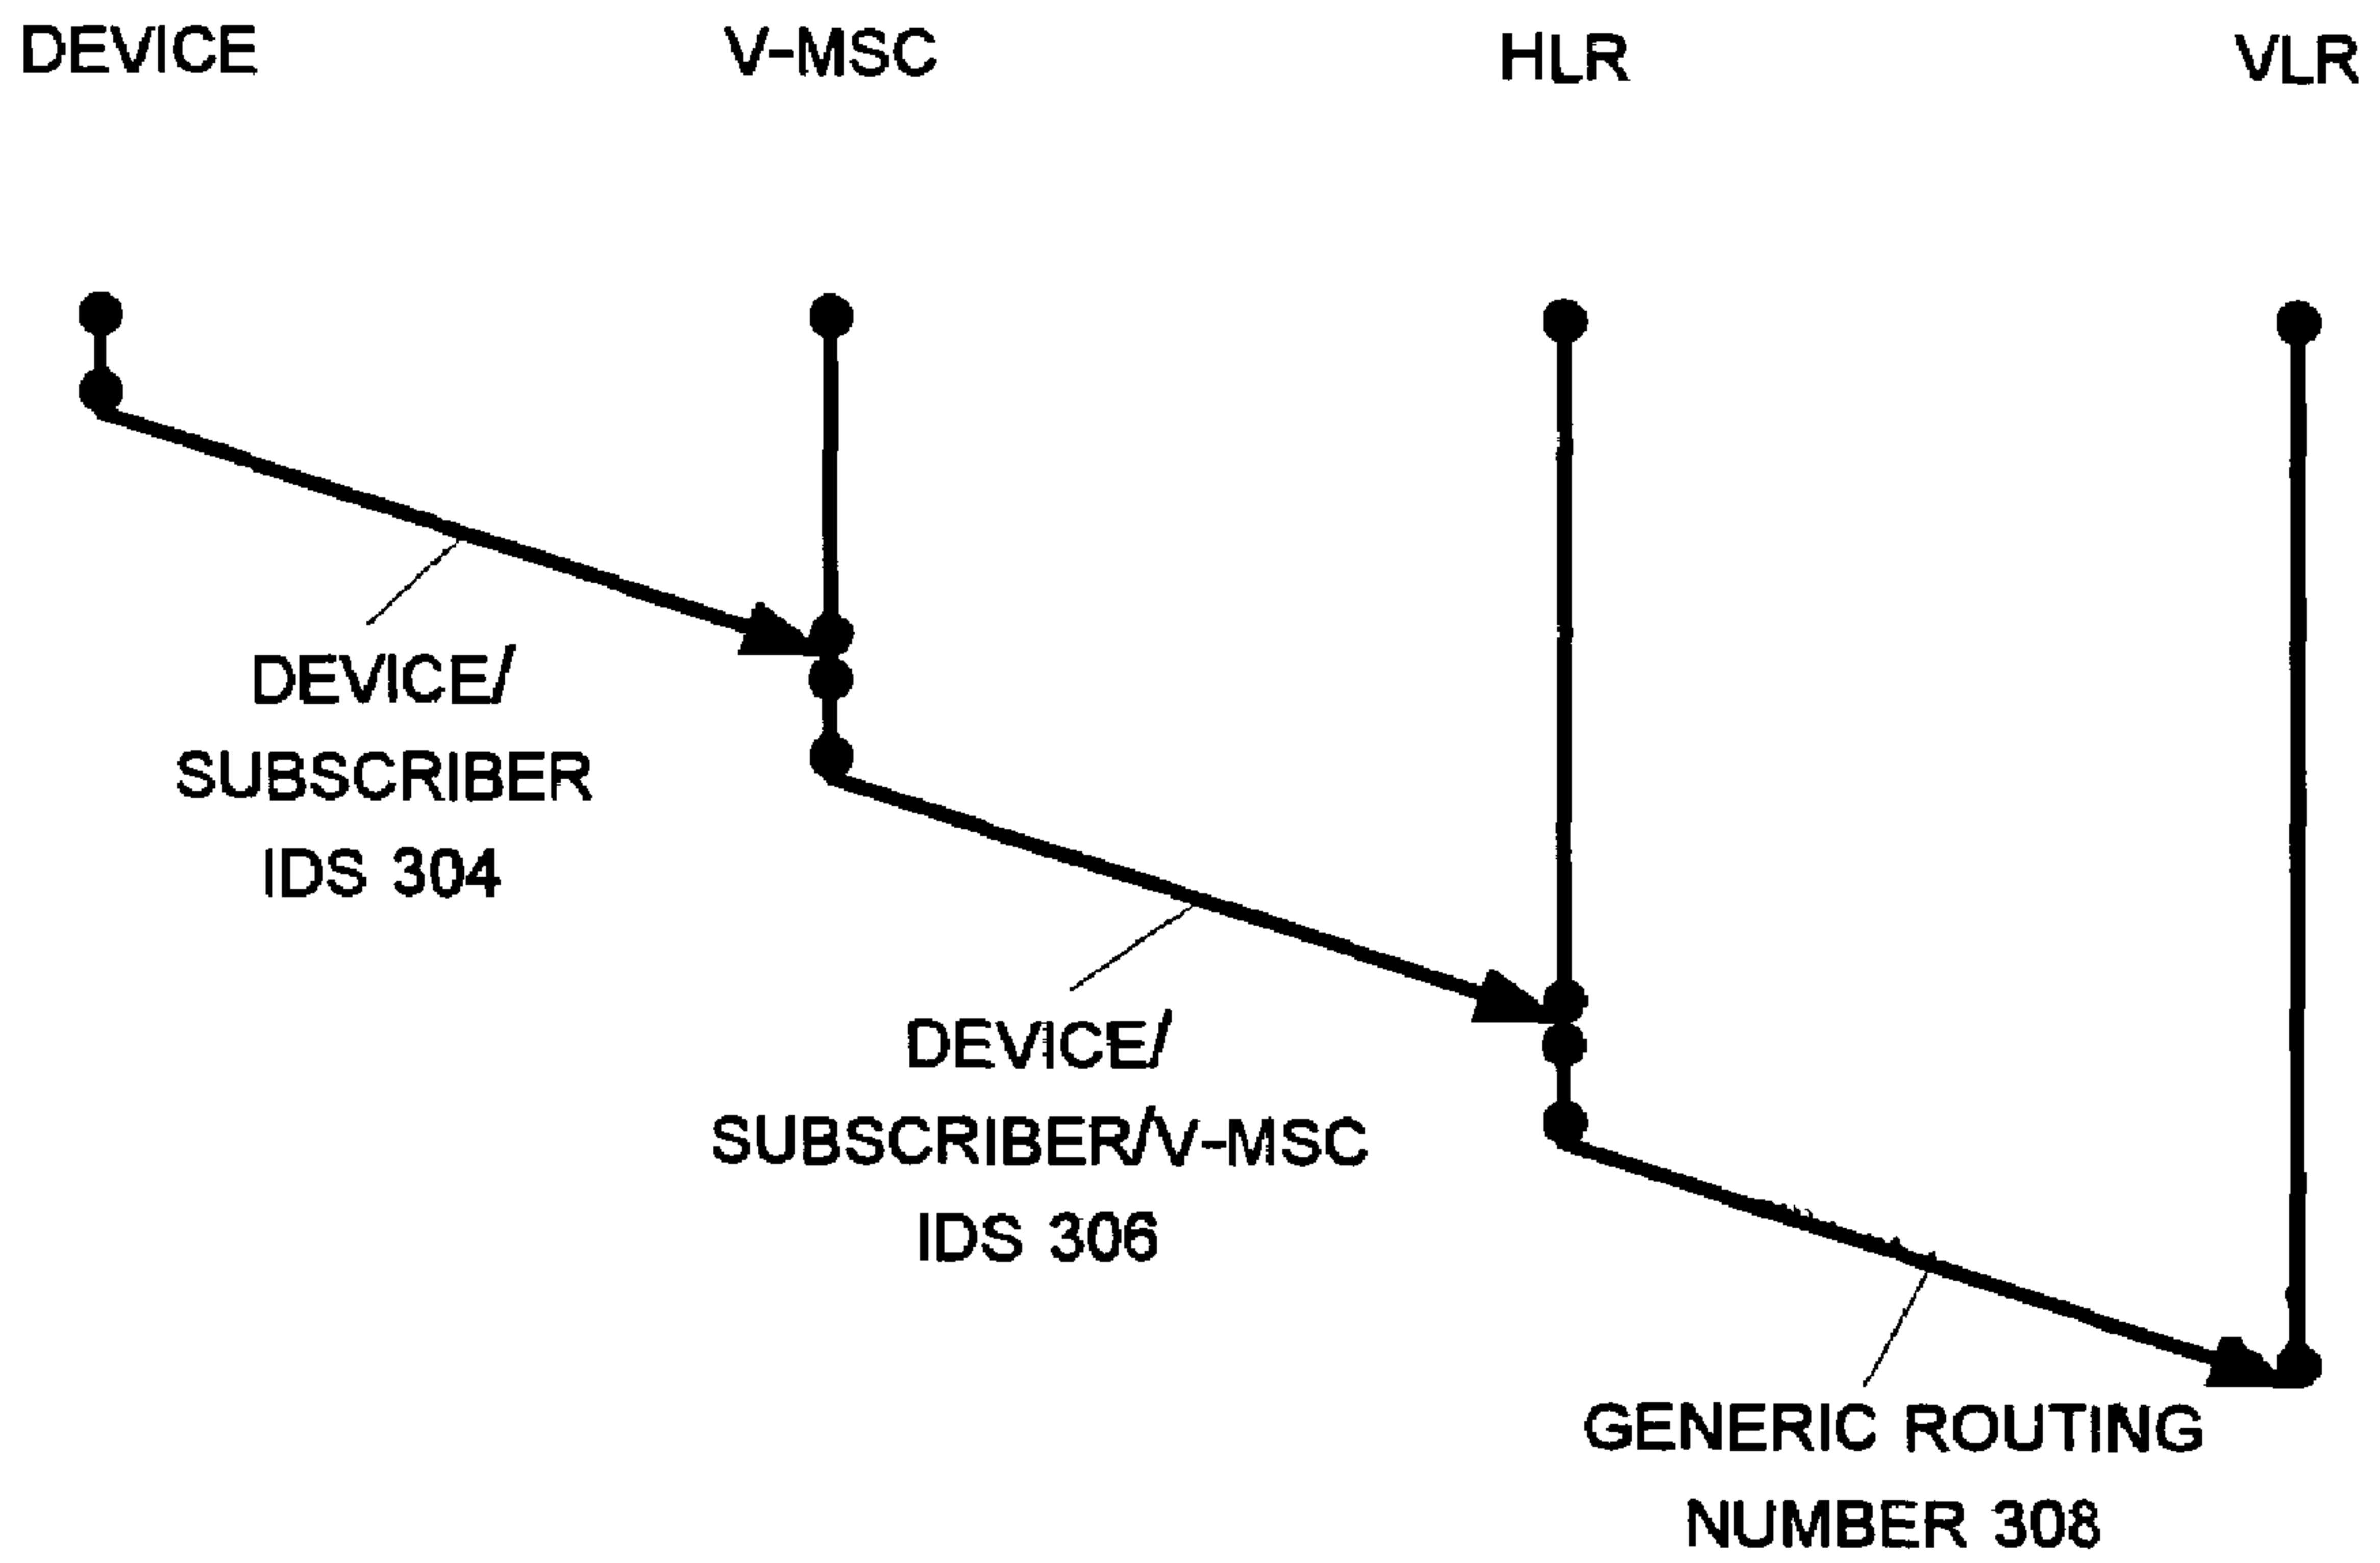 DEVICE V-MSC HLR VLR
DEVICE/
SUBSCRIBER
IDS 304
DEVICE/
SUBSCRIBER/V-MSC
IDS 306
GENERIC ROUTING
NUMBER 308